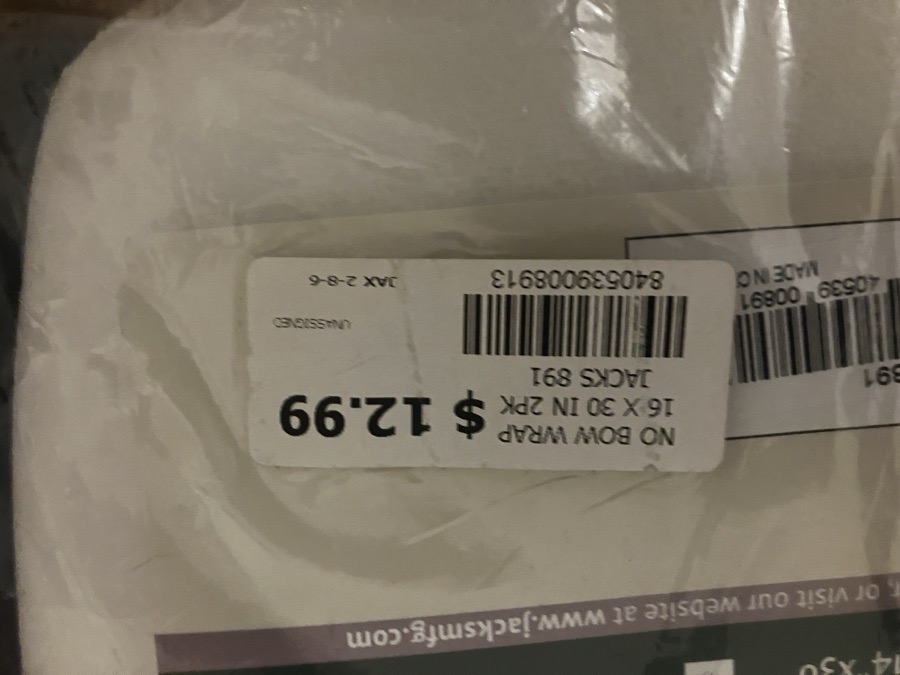 NO BOW WRAP
16 X 30 IN 2PK
$ 12.99
JACKS 891
840539008913
UNASSIGNED
JAX 2-8-6
891
40539 00891
MADE IN
or visit our website at www.jacksmfg.com